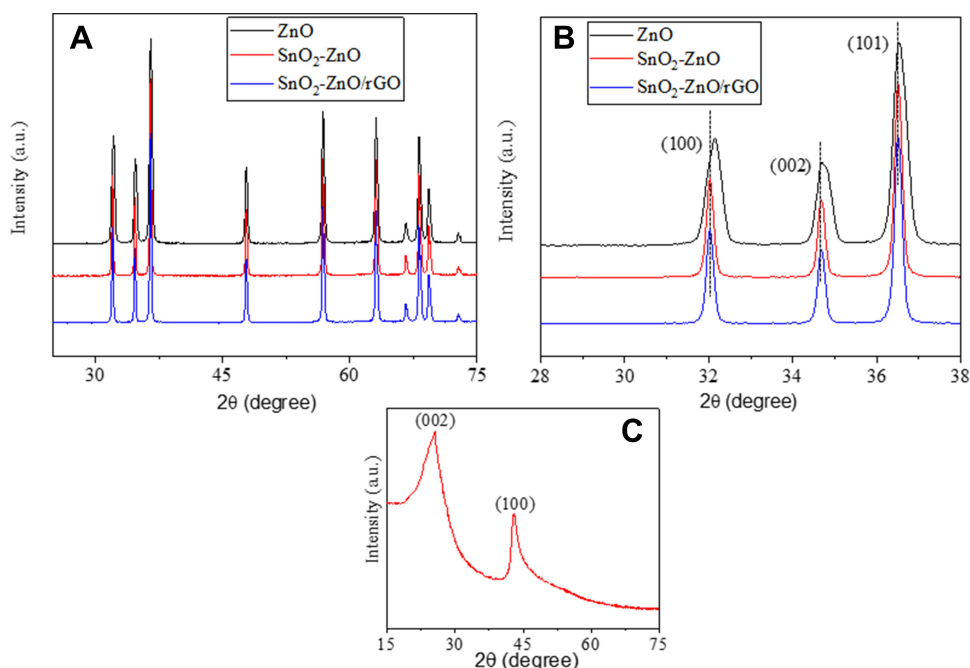 A
ZnO
SnO₂-ZnO
SnO₂-ZnO/rGO
Intensity (a.u.)
30
45
60
75
2θ (degree)
B
ZnO
SnO₂-ZnO
SnO₂-ZnO/rGO
(101)
(100)
(002)
Intensity (a.u.)
28
30
32
34
36
38
2θ (degree)
C
(002)
(100)
Intensity (a.u.)
15
30
45
60
75
2θ (degree)